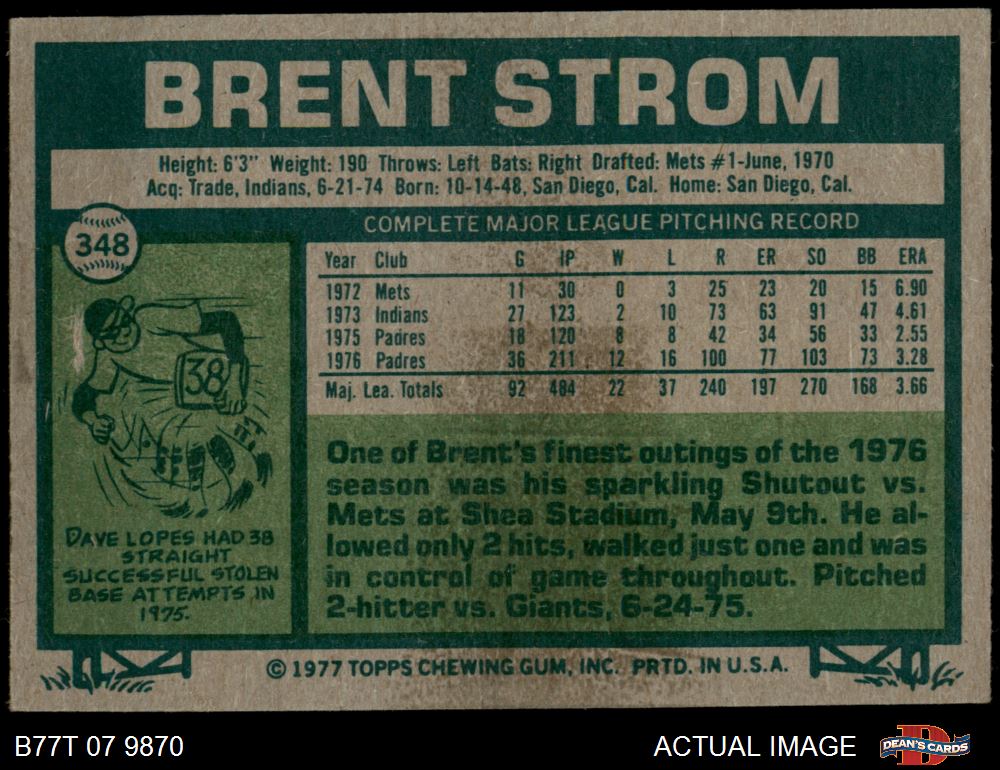 BRENT STROM
Height: 6'3" Weight: 190 Throws: Left Bats: Right Drafted: Mets #1-June, 1970
Acq: Trade, Indians, 6-21-74 Born: 10-14-48, San Diego, Cal. Home: San Diego, Cal.
348
COMPLETE MAJOR LEAGUE PITCHING RECORD
Year Club G IP W L R ER SO BB ERA
1972 Mets 11 30 0 3 25 23 20 15 6.90
1973 Indians 27 123 2 10 73 63 91 47 4.61
1975 Padres 18 120 8 8 42 34 56 33 2.55
1976 Padres 36 211 12 16 100 77 103 73 3.28
Maj. Lea. Totals 92 484 22 37 240 197 270 168 3.66
38
DAVE LOPES HAD 38
STRAIGHT
SUCCESSFUL STOLEN
BASE ATTEMPTS IN
1975.
One of Brent's finest outings of the 1976
season was his sparkling Shutout vs.
Mets at Shea Stadium, May 9th. He al-
lowed only 2 hits, walked just one and was
in control of game throughout. Pitched
2-hitter vs. Giants, 6-24-75.
© 1977 TOPPS CHEWING GUM, INC. PRTD. IN U.S.A.
B77T 07 9870
ACTUAL IMAGE
D
DEAN'S CARDS